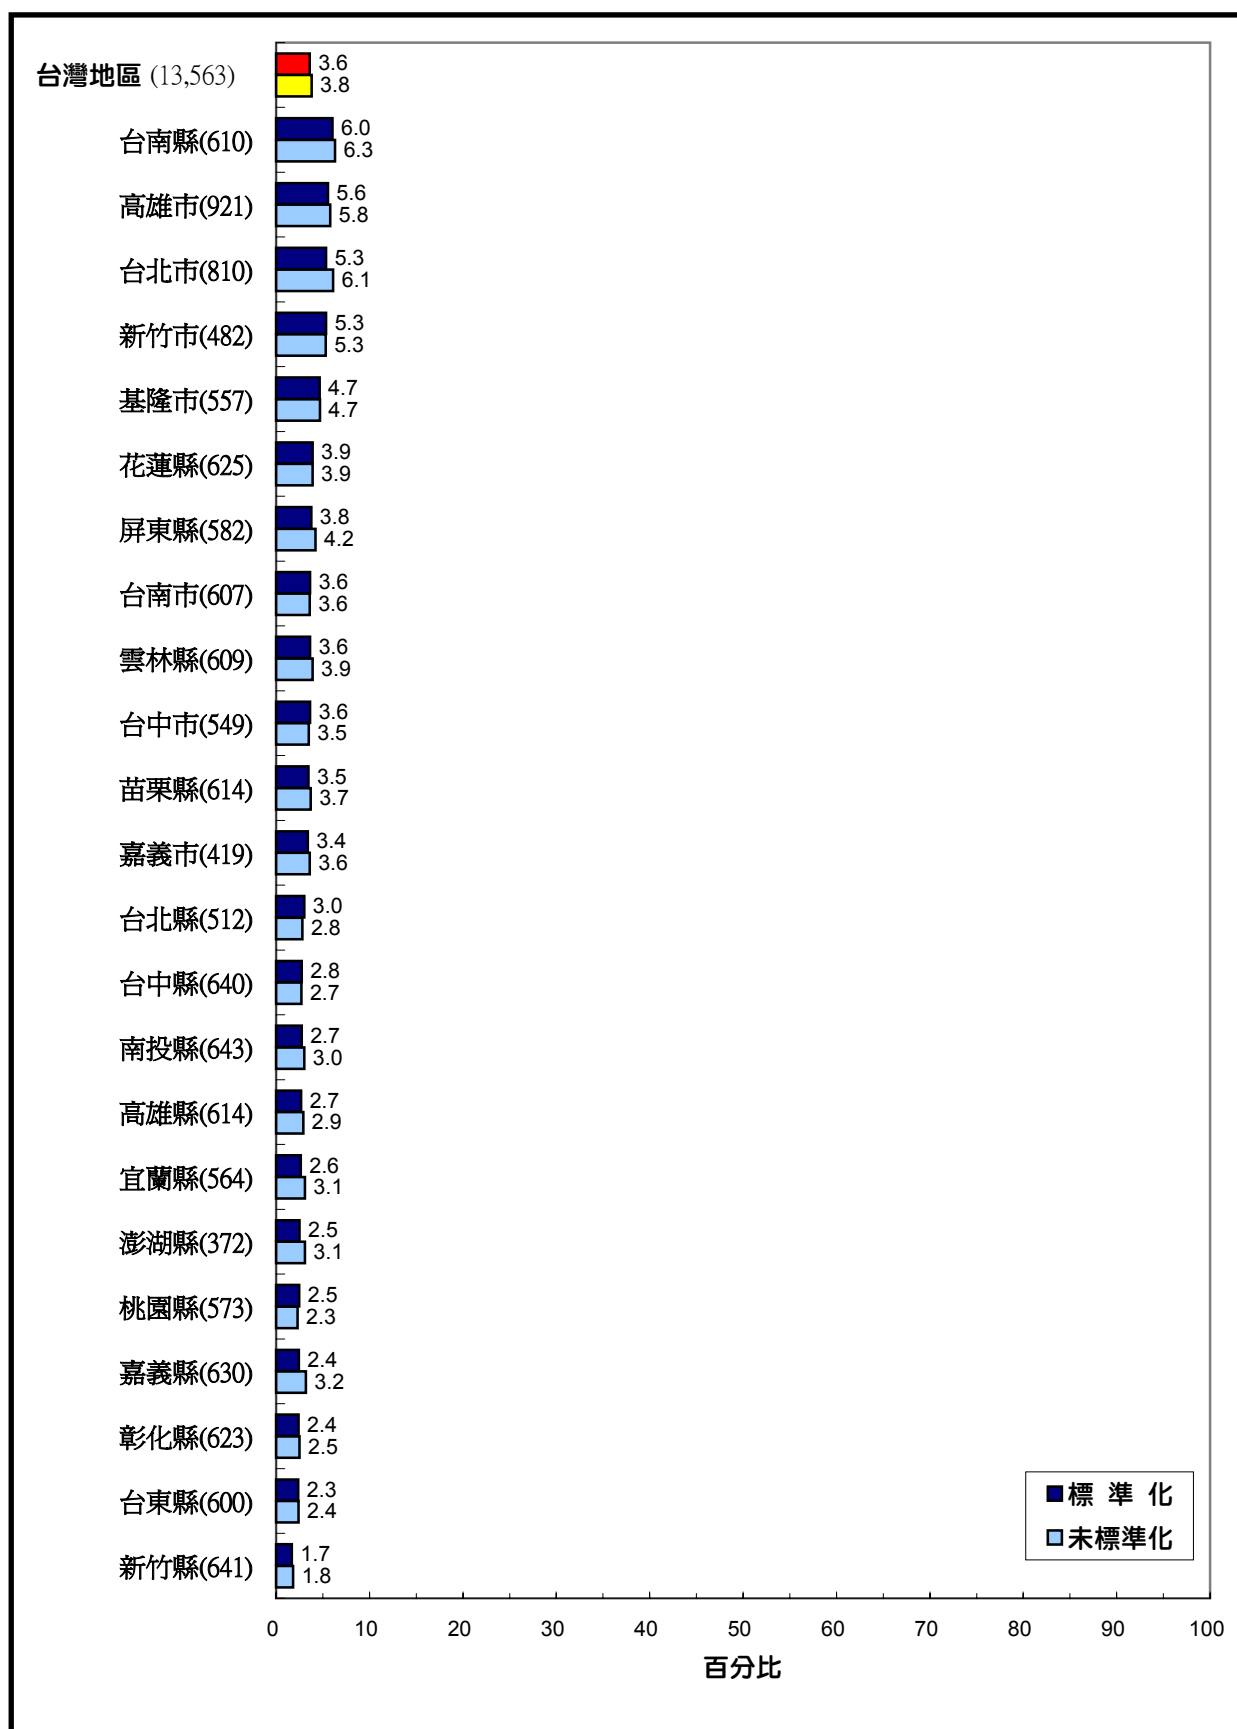 台灣地區 (13,563)
3.6
3.8
台南縣(610)
6.0
6.3
高雄市(921)
5.6
5.8
台北市(810)
5.3
6.1
新竹市(482)
5.3
5.3
基隆市(557)
4.7
4.7
花蓮縣(625)
3.9
3.9
屏東縣(582)
3.8
4.2
台南市(607)
3.6
3.6
雲林縣(609)
3.6
3.9
台中市(549)
3.6
3.5
苗栗縣(614)
3.5
3.7
嘉義市(419)
3.4
3.6
台北縣(512)
3.0
2.8
台中縣(640)
2.8
2.7
南投縣(643)
2.7
3.0
高雄縣(614)
2.7
2.9
宜蘭縣(564)
2.6
3.1
澎湖縣(372)
2.5
3.1
桃園縣(573)
2.5
2.3
嘉義縣(630)
2.4
3.2
彰化縣(623)
2.4
2.5
台東縣(600)
2.3
2.4
新竹縣(641)
1.7
1.8
標 準 化
未標準化
0 10 20 30 40 50 60 70 80 90 100
百分比